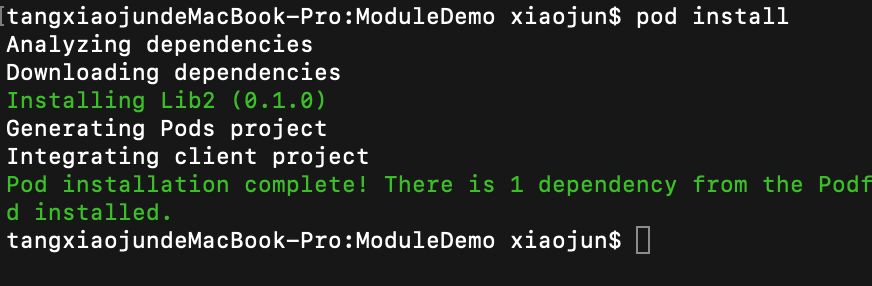 tangxiaojundeMacBook-Pro:ModuleDemo xiaojun$ pod install
Analyzing dependencies
Downloading dependencies
Installing Lib2 (0.1.0)
Generating Pods project
Integrating client project
Pod installation complete! There is 1 dependency from the Podf
d installed.
tangxiaojundeMacBook-Pro:ModuleDemo xiaojun$